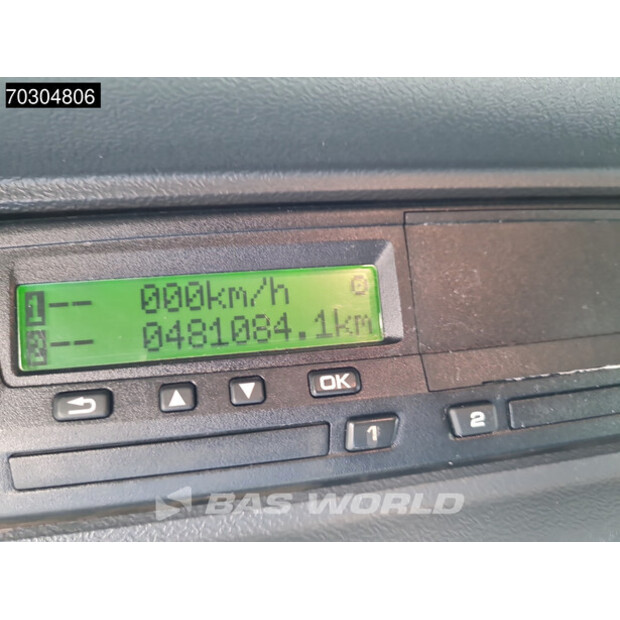 70304806
1 -- 000km/h
2 -- 0481084.1km
OK
1
2
BAS WORLD